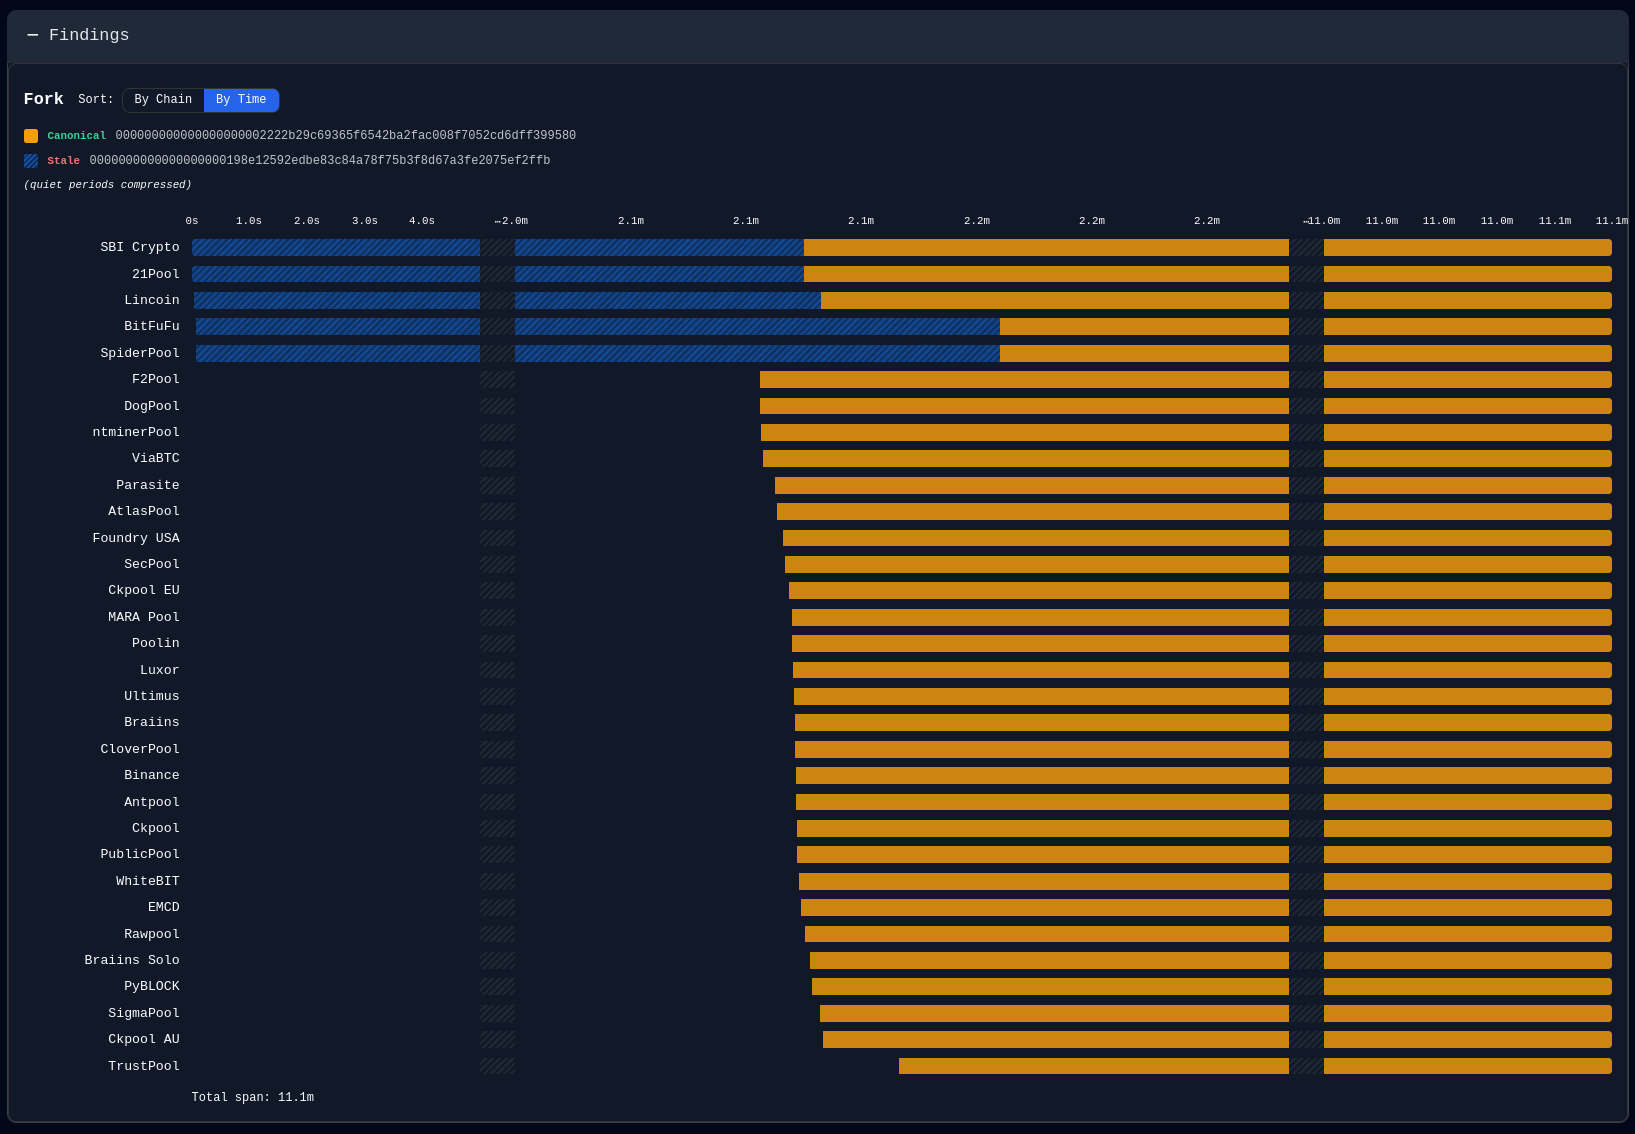 — Findings
Fork Sort: By Chain By Time
Canonical 000000000000000000002222b29c69365f6542ba2fac008f7052cd6dff399580
Stale 0000000000000000000198e12592edbe83c84a78f75b3f8d67a3fe2075ef2ffb
(quiet periods compressed)
0s 1.0s 2.0s 3.0s 4.0s ⋯ 2.0m 2.1m 2.1m 2.1m 2.2m 2.2m 2.2m ⋯ 11.0m 11.0m 11.0m 11.0m 11.1m 11.1m
SBI Crypto
21Pool
Lincoin
BitFuFu
SpiderPool
F2Pool
DogPool
ntminerPool
ViaBTC
Parasite
AtlasPool
Foundry USA
SecPool
Ckpool EU
MARA Pool
Poolin
Luxor
Ultimus
Braiins
CloverPool
Binance
Antpool
Ckpool
PublicPool
WhiteBIT
EMCD
Rawpool
Braiins Solo
PyBLOCK
SigmaPool
Ckpool AU
TrustPool
Total span: 11.1m